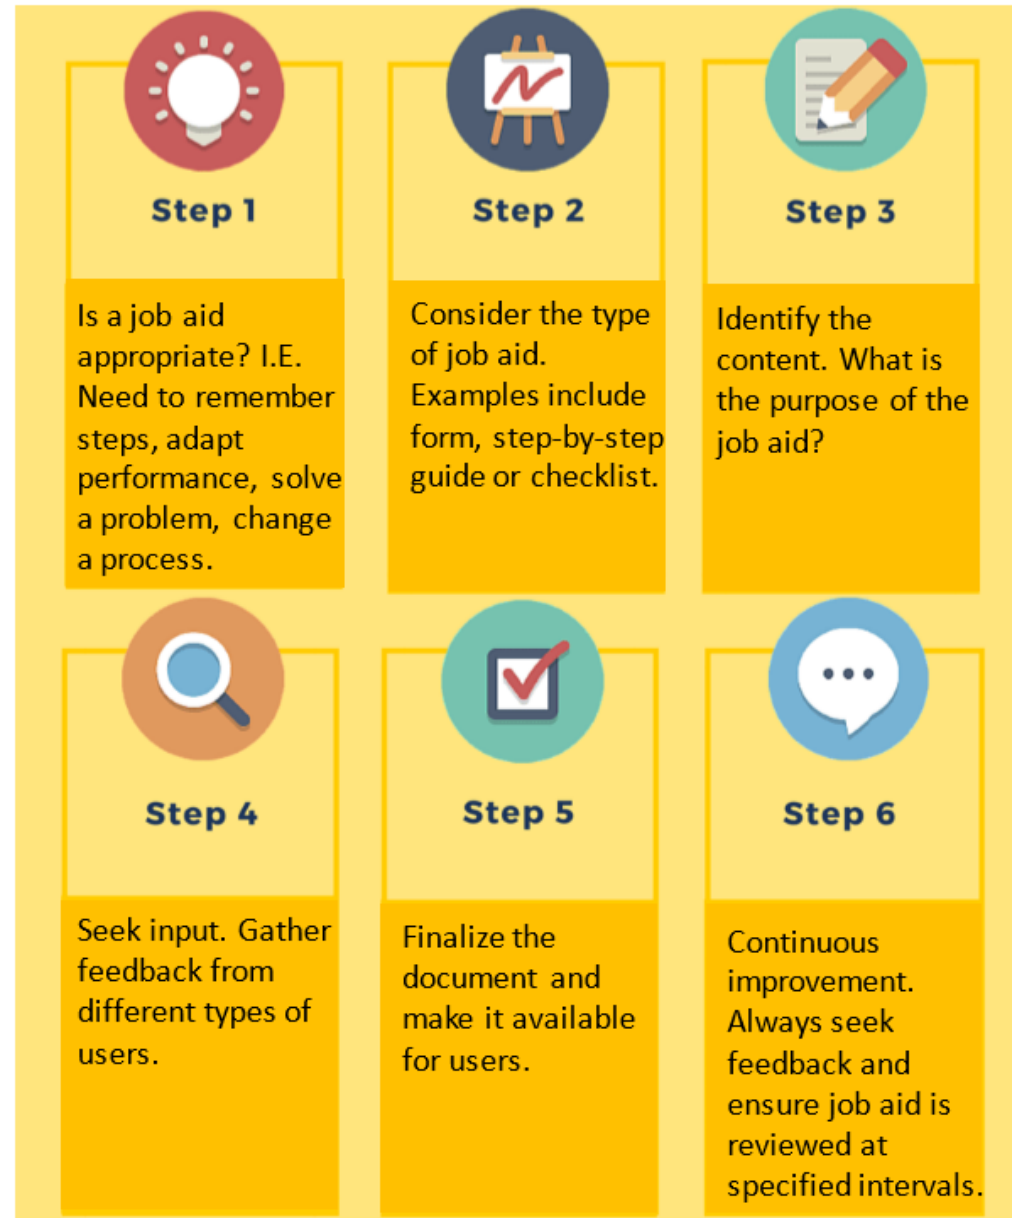 Step 1
Is a job aid
appropriate? I.E.
Need to remember
steps, adapt
performance, solve
a problem, change
a process.
Step 2
Consider the type
of job aid.
Examples include
form, step-by-step
guide or checklist.
Step 3
Identify the
content. What is
the purpose of the
job aid?
Step 4
Seek input. Gather
feedback from
different types of
users.
Step 5
Finalize the
document and
make it available
for users.
Step 6
Continuous
improvement.
Always seek
feedback and
ensure job aid is
reviewed at
specified intervals.